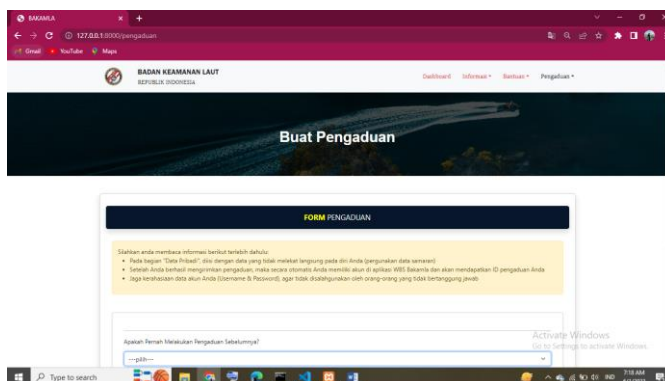 BAKAMLA
127.0.0.1:8000/pengaduan
Gmail YouTube Maps
BADAN KEAMANAN LAUT
REPUBLIK INDONESIA
Dashboard Informasi Bantuan Pengaduan
Buat Pengaduan
FORM PENGADUAN
Silahkan anda membaca informasi berikut terlebih dahulu:
Pada bagian "Data Pribadi", diisi dengan data yang tidak melekat langsung pada diri Anda (pergunakan data samaran)
Setelah Anda berhasil mengirimkan pengaduan, maka secara otomatis Anda memiliki akun di aplikasi WBS Bakamla dan akan mendapatkan ID pengaduan Anda
Jaga kerahasiaan data akun Anda (Username & Password), agar tidak disalahgunakan oleh orang-orang yang tidak bertanggung jawab
Apakah Pernah Melakukan Pengaduan Sebelumnya?
---pilih---
Activate Windows
Go to Settings to activate Windows.
Type to search
IND
7:18 AM